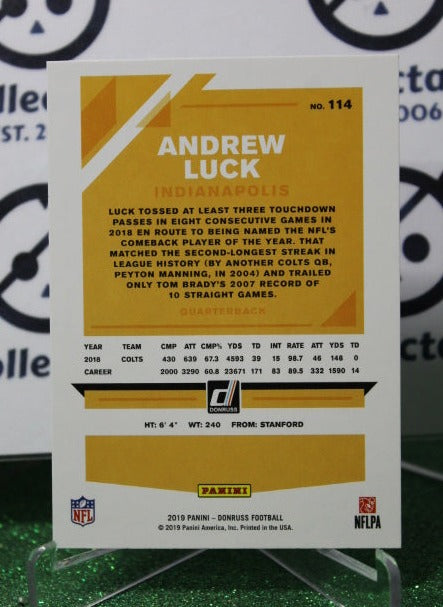 Colle
ST. 2
cta
006
NO. 114
ANDREW
LUCK
INDIANAPOLIS
LUCK TOSSED AT LEAST THREE TOUCHDOWN
PASSES IN EIGHT CONSECUTIVE GAMES IN
2018 EN ROUTE TO BEING NAMED THE NFL'S
COMEBACK PLAYER OF THE YEAR. THAT
MATCHED THE SECOND-LONGEST STREAK IN
LEAGUE HISTORY (BY ANOTHER COLTS QB,
PEYTON MANNING, IN 2004) AND TRAILED
ONLY TOM BRADY'S 2007 RECORD OF
10 STRAIGHT GAMES.
QUARTERBACK
YEAR TEAM CMP ATT CMP% YDS TD INT RISK ATT YDS TD
2018 COLTS 430 639 67.3 4593 39 15 98.7 46 148 0
CAREER 2000 3290 60.8 23671 171 83 89.5 332 1590 14
DONRUSS
HT: 6' 4" WT: 240 FROM: STANFORD
PANINI
NFL
NFLPA
2019 PANINI – DONRUSS FOOTBALL
© 2019 Panini America, Inc. Printed in the USA.